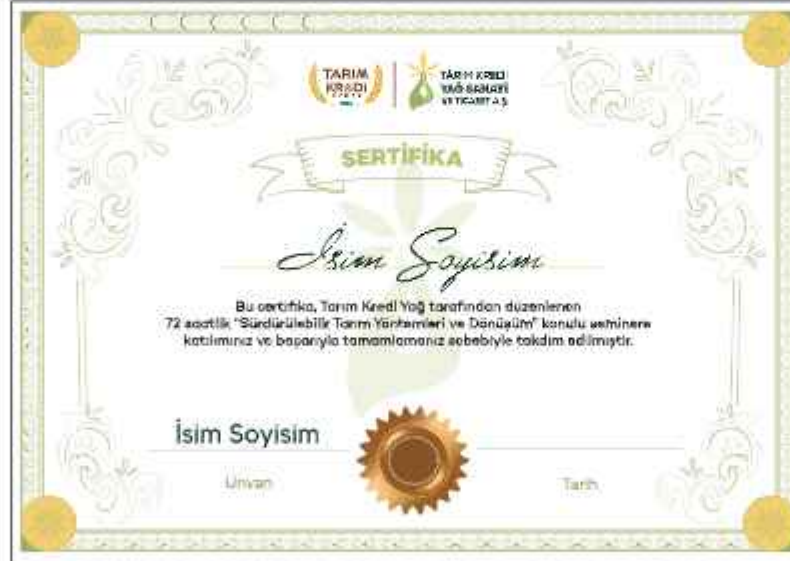 TARIM
KREDİ
TARIM KREDİ
YAĞ SANAYİ
VE TİCARET A.Ş.
SERTİFİKA
İsim Soyisim
Bu sertifika, Tarım Kredi Yağ tarafından düzenlenen
72 saatlik "Sürdürülebilir Tarım Yöntemleri ve Dönüşüm" konulu seminere
katılımınız ve başarıyla tamamlamanız sebebiyle takdim edilmiştir.
İsim Soyisim
Unvan
Tarih